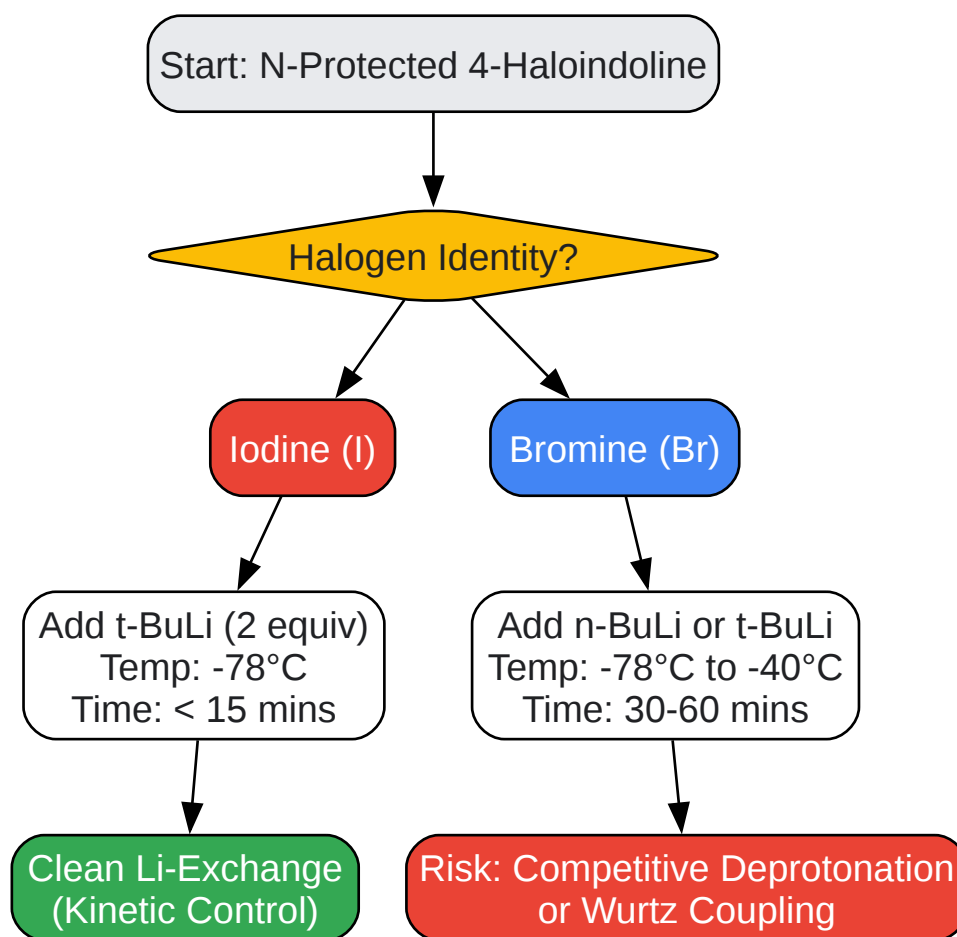 Start: N-Protected 4-Haloindoline
Halogen Identity?
Iodine (I)
Bromine (Br)
Add t-BuLi (2 equiv)
Temp: -78°C
Time: < 15 mins
Add n-BuLi or t-BuLi
Temp: -78°C to -40°C
Time: 30-60 mins
Clean Li-Exchange
(Kinetic Control)
Risk: Competitive Deprotonation
or Wurtz Coupling